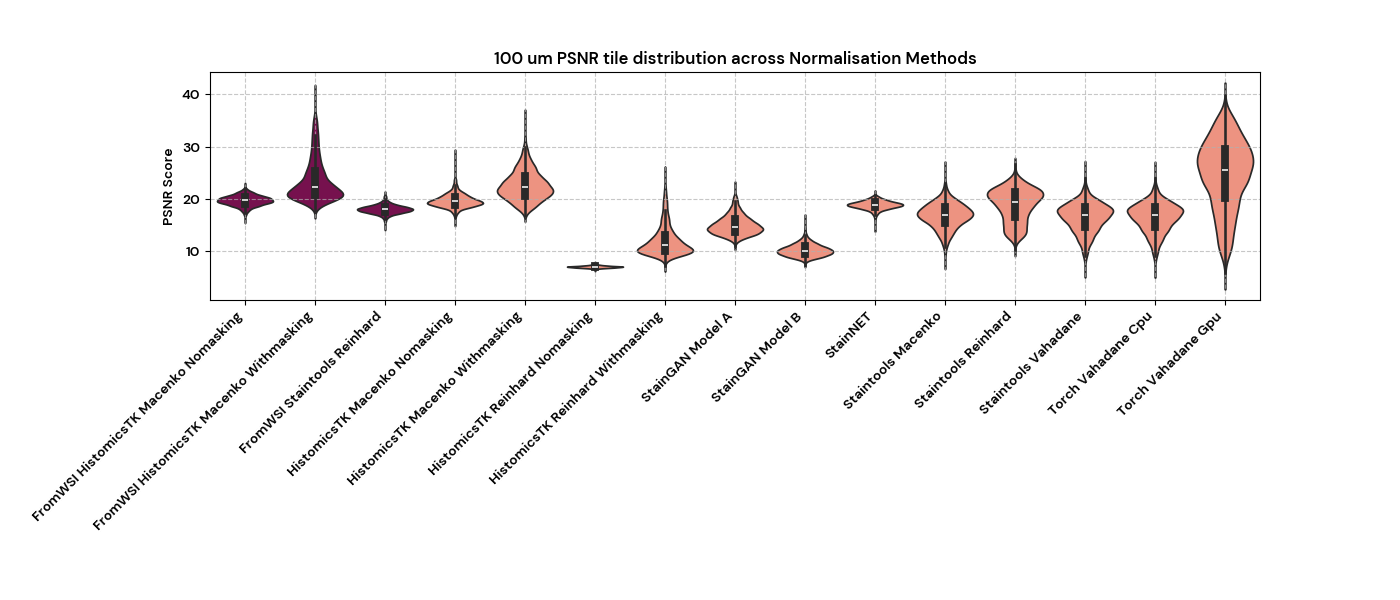 100 um PSNR tile distribution across Normalisation Methods
PSNR Score
40
30
20
10
FromWSI HistomicsTK Macenko Nomasking
FromWSI HistomicsTK Macenko Withmasking
FromWSI Staintools Reinhard
HistomicsTK Macenko Nomasking
HistomicsTK Macenko Withmasking
HistomicsTK Reinhard Nomasking
HistomicsTK Reinhard Withmasking
StainGAN Model A
StainGAN Model B
StainNET
Staintools Macenko
Staintools Reinhard
Staintools Vahadane
Torch Vahadane Cpu
Torch Vahadane Gpu